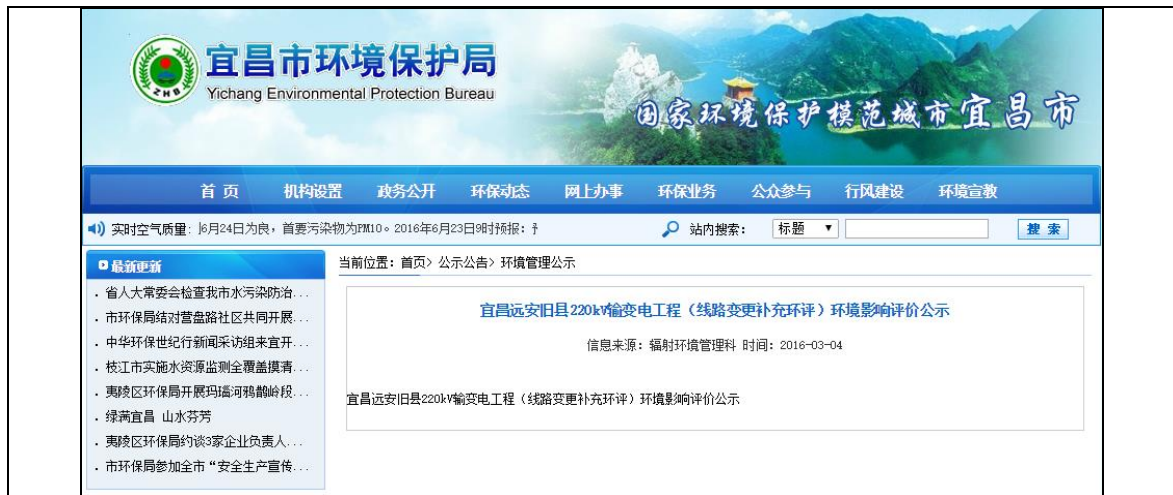 宜昌市环境保护局
Yichang Environmental Protection Bureau
ZHB
国家环境保护模范城市宜昌市
首 页 机构设置 政务公开 环保动态 网上办事 环保业务 公众参与 行风建设 环境宣教
实时空气质量: 6月24日为良，首要污染物为PM10。2016年6月23日9时预报：
站内搜索： 标题 搜 索
最新更新
当前位置：首页> 公示公告> 环境管理公示
. 省人大常委会检查我市水污染防治...
. 市环保局结对营盘路社区共同开展...
. 中华环保世纪行新闻采访组来宜开...
. 枝江市实施水资源监测全覆盖摸清...
. 夷陵区环保局开展玛瑙河鸦鹊岭段...
. 绿满宜昌 山水芬芳
. 夷陵区环保局约谈3家企业负责人...
. 市环保局参加全市“安全生产宣传...
宜昌远安旧县220kV输变电工程（线路变更补充环评）环境影响评价公示
信息来源：辐射环境管理科 时间：2016-03-04
宜昌远安旧县220kV输变电工程（线路变更补充环评）环境影响评价公示